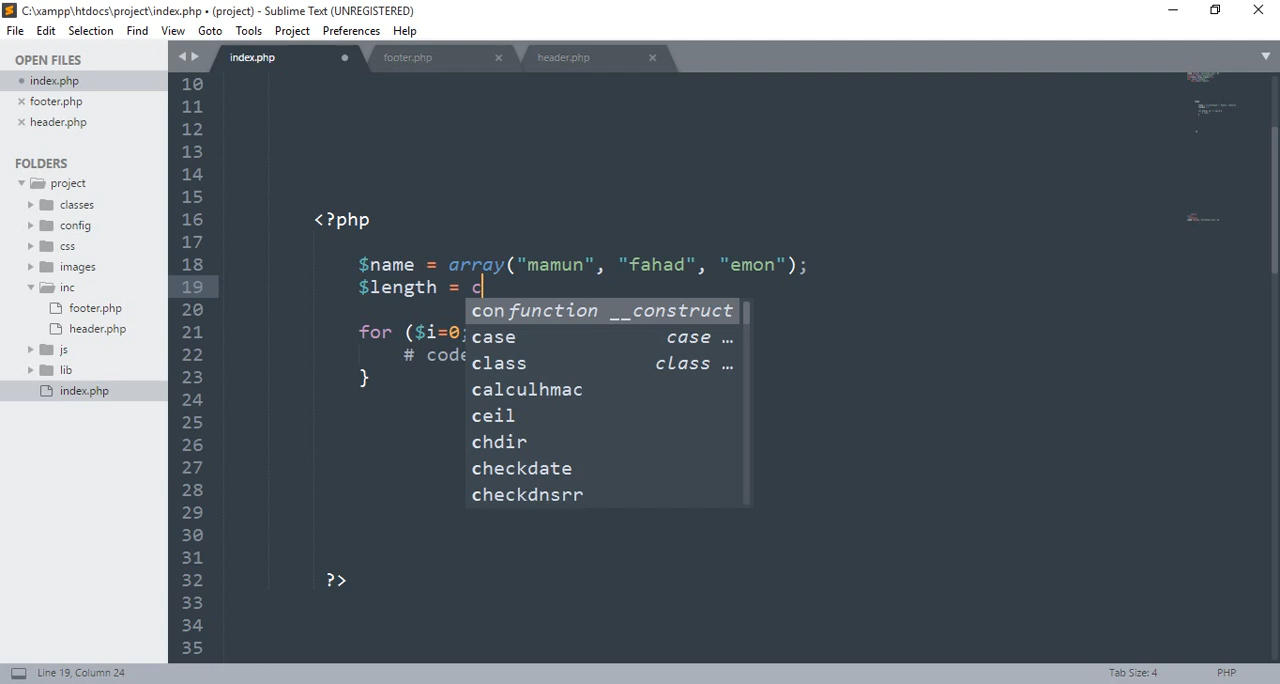 C:\xampp\htdocs\project\index.php • (project) - Sublime Text (UNREGISTERED)
File Edit Selection Find View Goto Tools Project Preferences Help
OPEN FILES
index.php
footer.php
header.php
FOLDERS
project
classes
config
css
images
inc
footer.php
header.php
js
lib
index.php
index.php footer.php header.php
10
11
12
13
14
15
16 <?php
17
18 $name = array("mamun", "fahad", "emon");
19 $length = c
20
21 for ($i=0;
22 # code
23 }
24
25
26
27
28
29
30
31
32 ?>
33
34
35
con function __construct
case case …
class class …
calculhmac
ceil
chdir
checkdate
checkdnsrr
Line 19, Column 24 Tab Size: 4 PHP